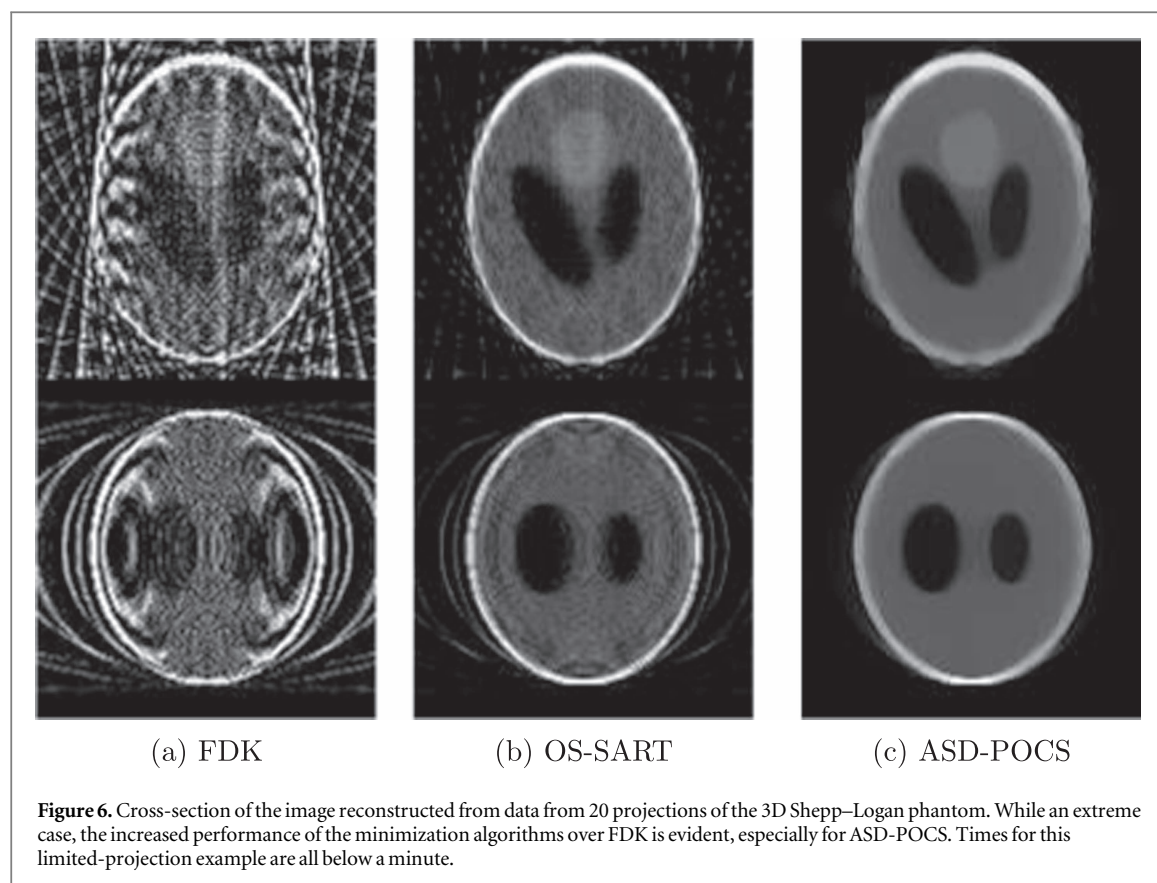 (a) FDK
(b) OS-SART
(c) ASD-POCS
Figure 6. Cross-section of the image reconstructed from data from 20 projections of the 3D Shepp–Logan phantom. While an extreme
case, the increased performance of the minimization algorithms over FDK is evident, especially for ASD-POCS. Times for this
limited-projection example are all below a minute.